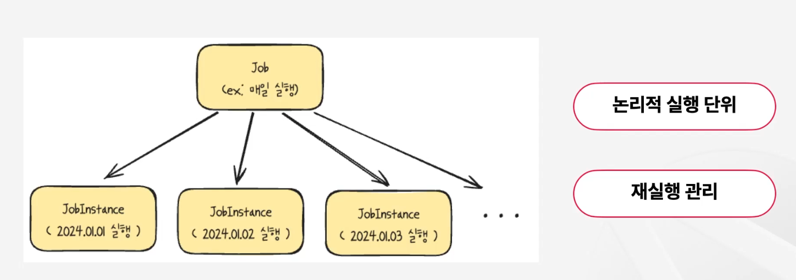 Job
(ex: 매일 실행)
JobInstance
( 2024.01.01 실행 )
JobInstance
( 2024.01.02 실행 )
JobInstance
( 2024.01.03 실행 )
...
논리적 실행 단위
재실행 관리